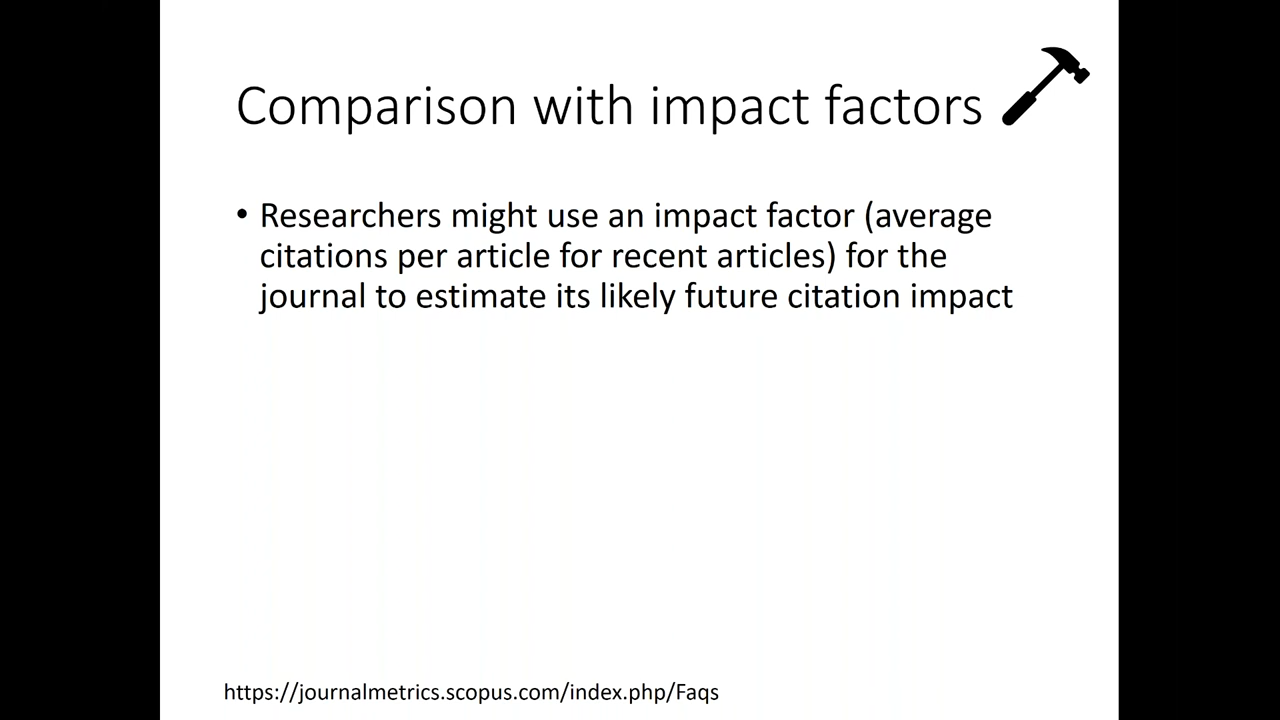 Comparison with impact factors
• Researchers might use an impact factor (average
citations per article for recent articles) for the
journal to estimate its likely future citation impact
https://journalmetrics.scopus.com/index.php/Faqs